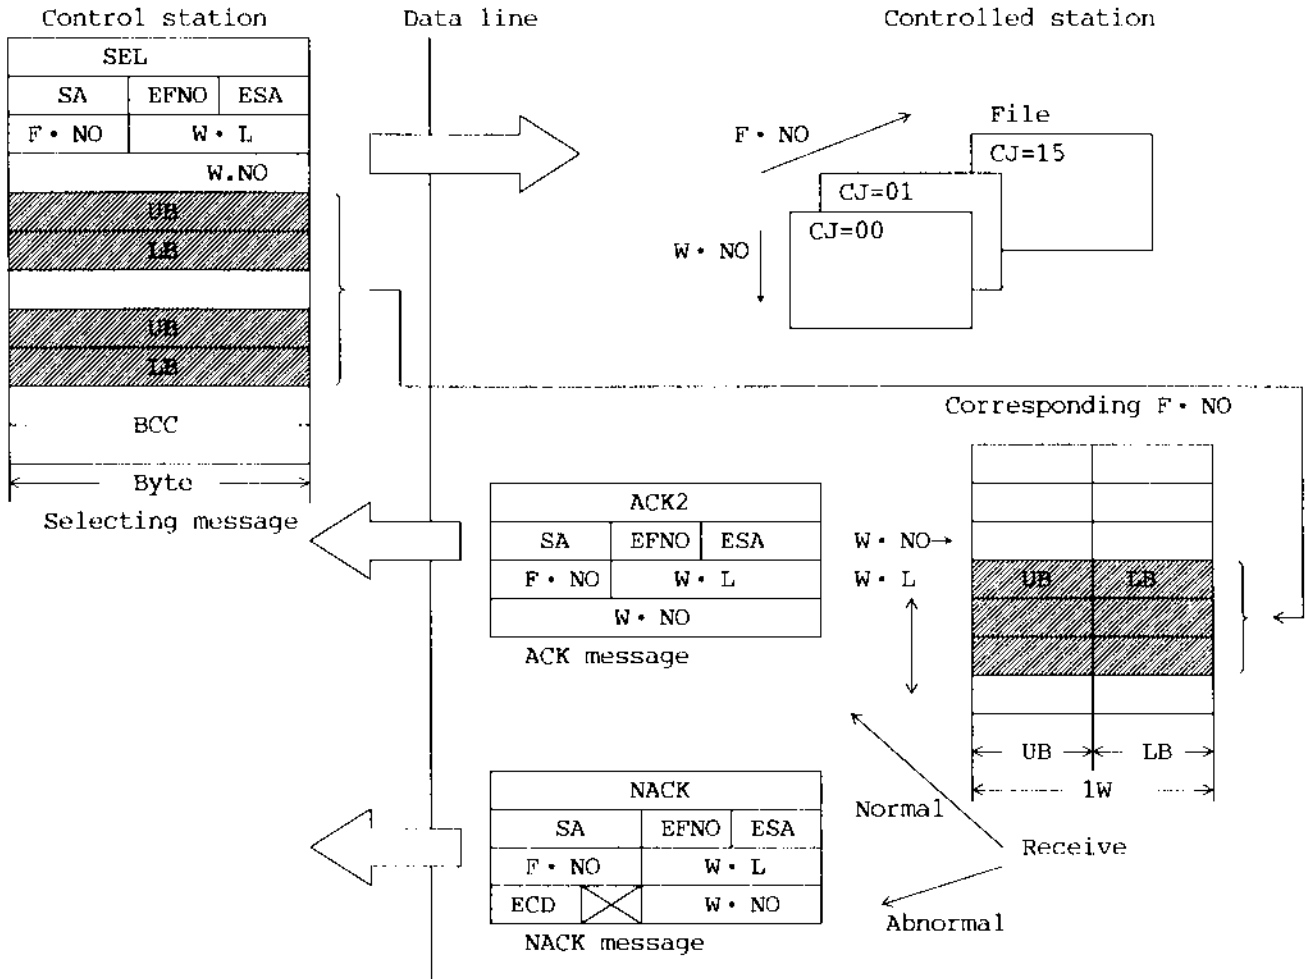 Control station
Data line
Controlled station
SEL
SA EFNO ESA
F・NO W・L
W.NO
UB
LB
UB
LB
BCC
Byte
Selecting message
F・NO
File
CJ=15
CJ=01
CJ=00
W・NO
Corresponding F・NO
ACK2
SA EFNO ESA
F・NO W・L
W・NO
ACK message
W・NO→
W・L
UB LB
UB LB
1W
NACK
SA EFNO ESA
F・NO W・L
ECD W・NO
NACK message
Normal
Receive
Abnormal